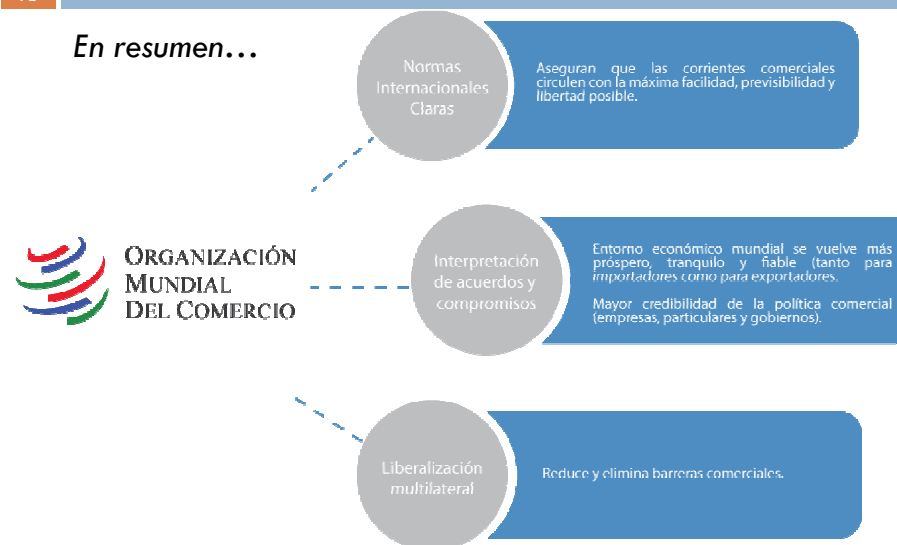 En resumen...
Normas
Internacionales
Claras
Aseguran que las corrientes comerciales
circulen con la máxima facilidad, previsibilidad y
libertad posible.
ORGANIZACIÓN
MUNDIAL
DEL COMERCIO
Interpretación
de acuerdos y
compromisos
Entorno económico mundial se vuelve más
próspero, tranquilo y fiable (tanto para
importadores como para exportadores.
Mayor credibilidad de la política comercial
(empresas, particulares y gobiernos).
Liberalización
multilateral
Reduce y elimina barreras comerciales.